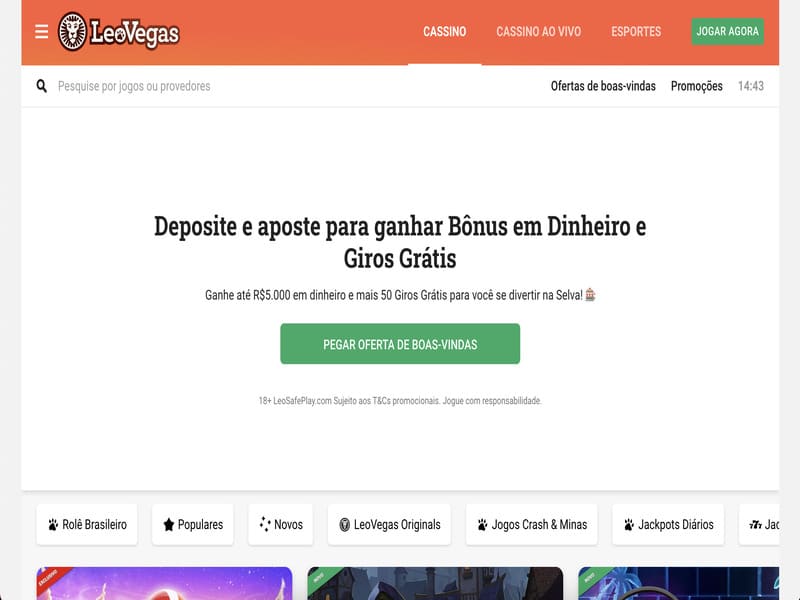 LeoVegas
CASSINO
CASSINO AO VIVO
ESPORTES
JOGAR AGORA
Pesquise por jogos ou provedores
Ofertas de boas-vindas
Promoções
14:43
Deposite e aposte para ganhar Bônus em Dinheiro e
Giros Grátis
Ganhe até R$5.000 em dinheiro e mais 50 Giros Grátis para você se divertir na Selva!🎰
PEGAR OFERTA DE BOAS-VINDAS
18+ LeoSafePlay.com Sujeito aos T&Cs promocionais. Jogue com responsabilidade.
Rolê Brasileiro
Populares
Novos
LeoVegas Originals
Jogos Crash & Minas
Jackpots Diários
777
Jac
EXCLUSIVO
NOVO
NOVO